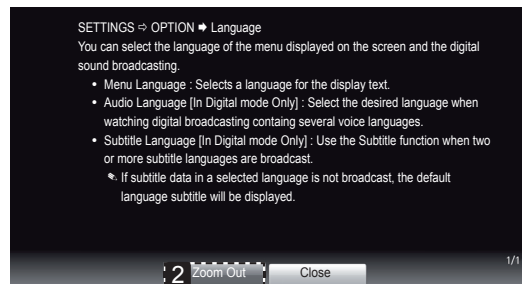 SETTINGS ⇨ OPTION ➡ Language
You can select the language of the menu displayed on the screen and the digital
sound broadcasting.
• Menu Language : Selects a language for the display text.
• Audio Language [In Digital mode Only] : Select the desired language when
watching digital broadcasting containg several voice languages.
• Subtitle Language [In Digital mode Only] : Use the Subtitle function when two
or more subtitle languages are broadcast.
✎ If subtitle data in a selected language is not broadcast, the default
language subtitle will be displayed.
1/1
2 Zoom Out Close